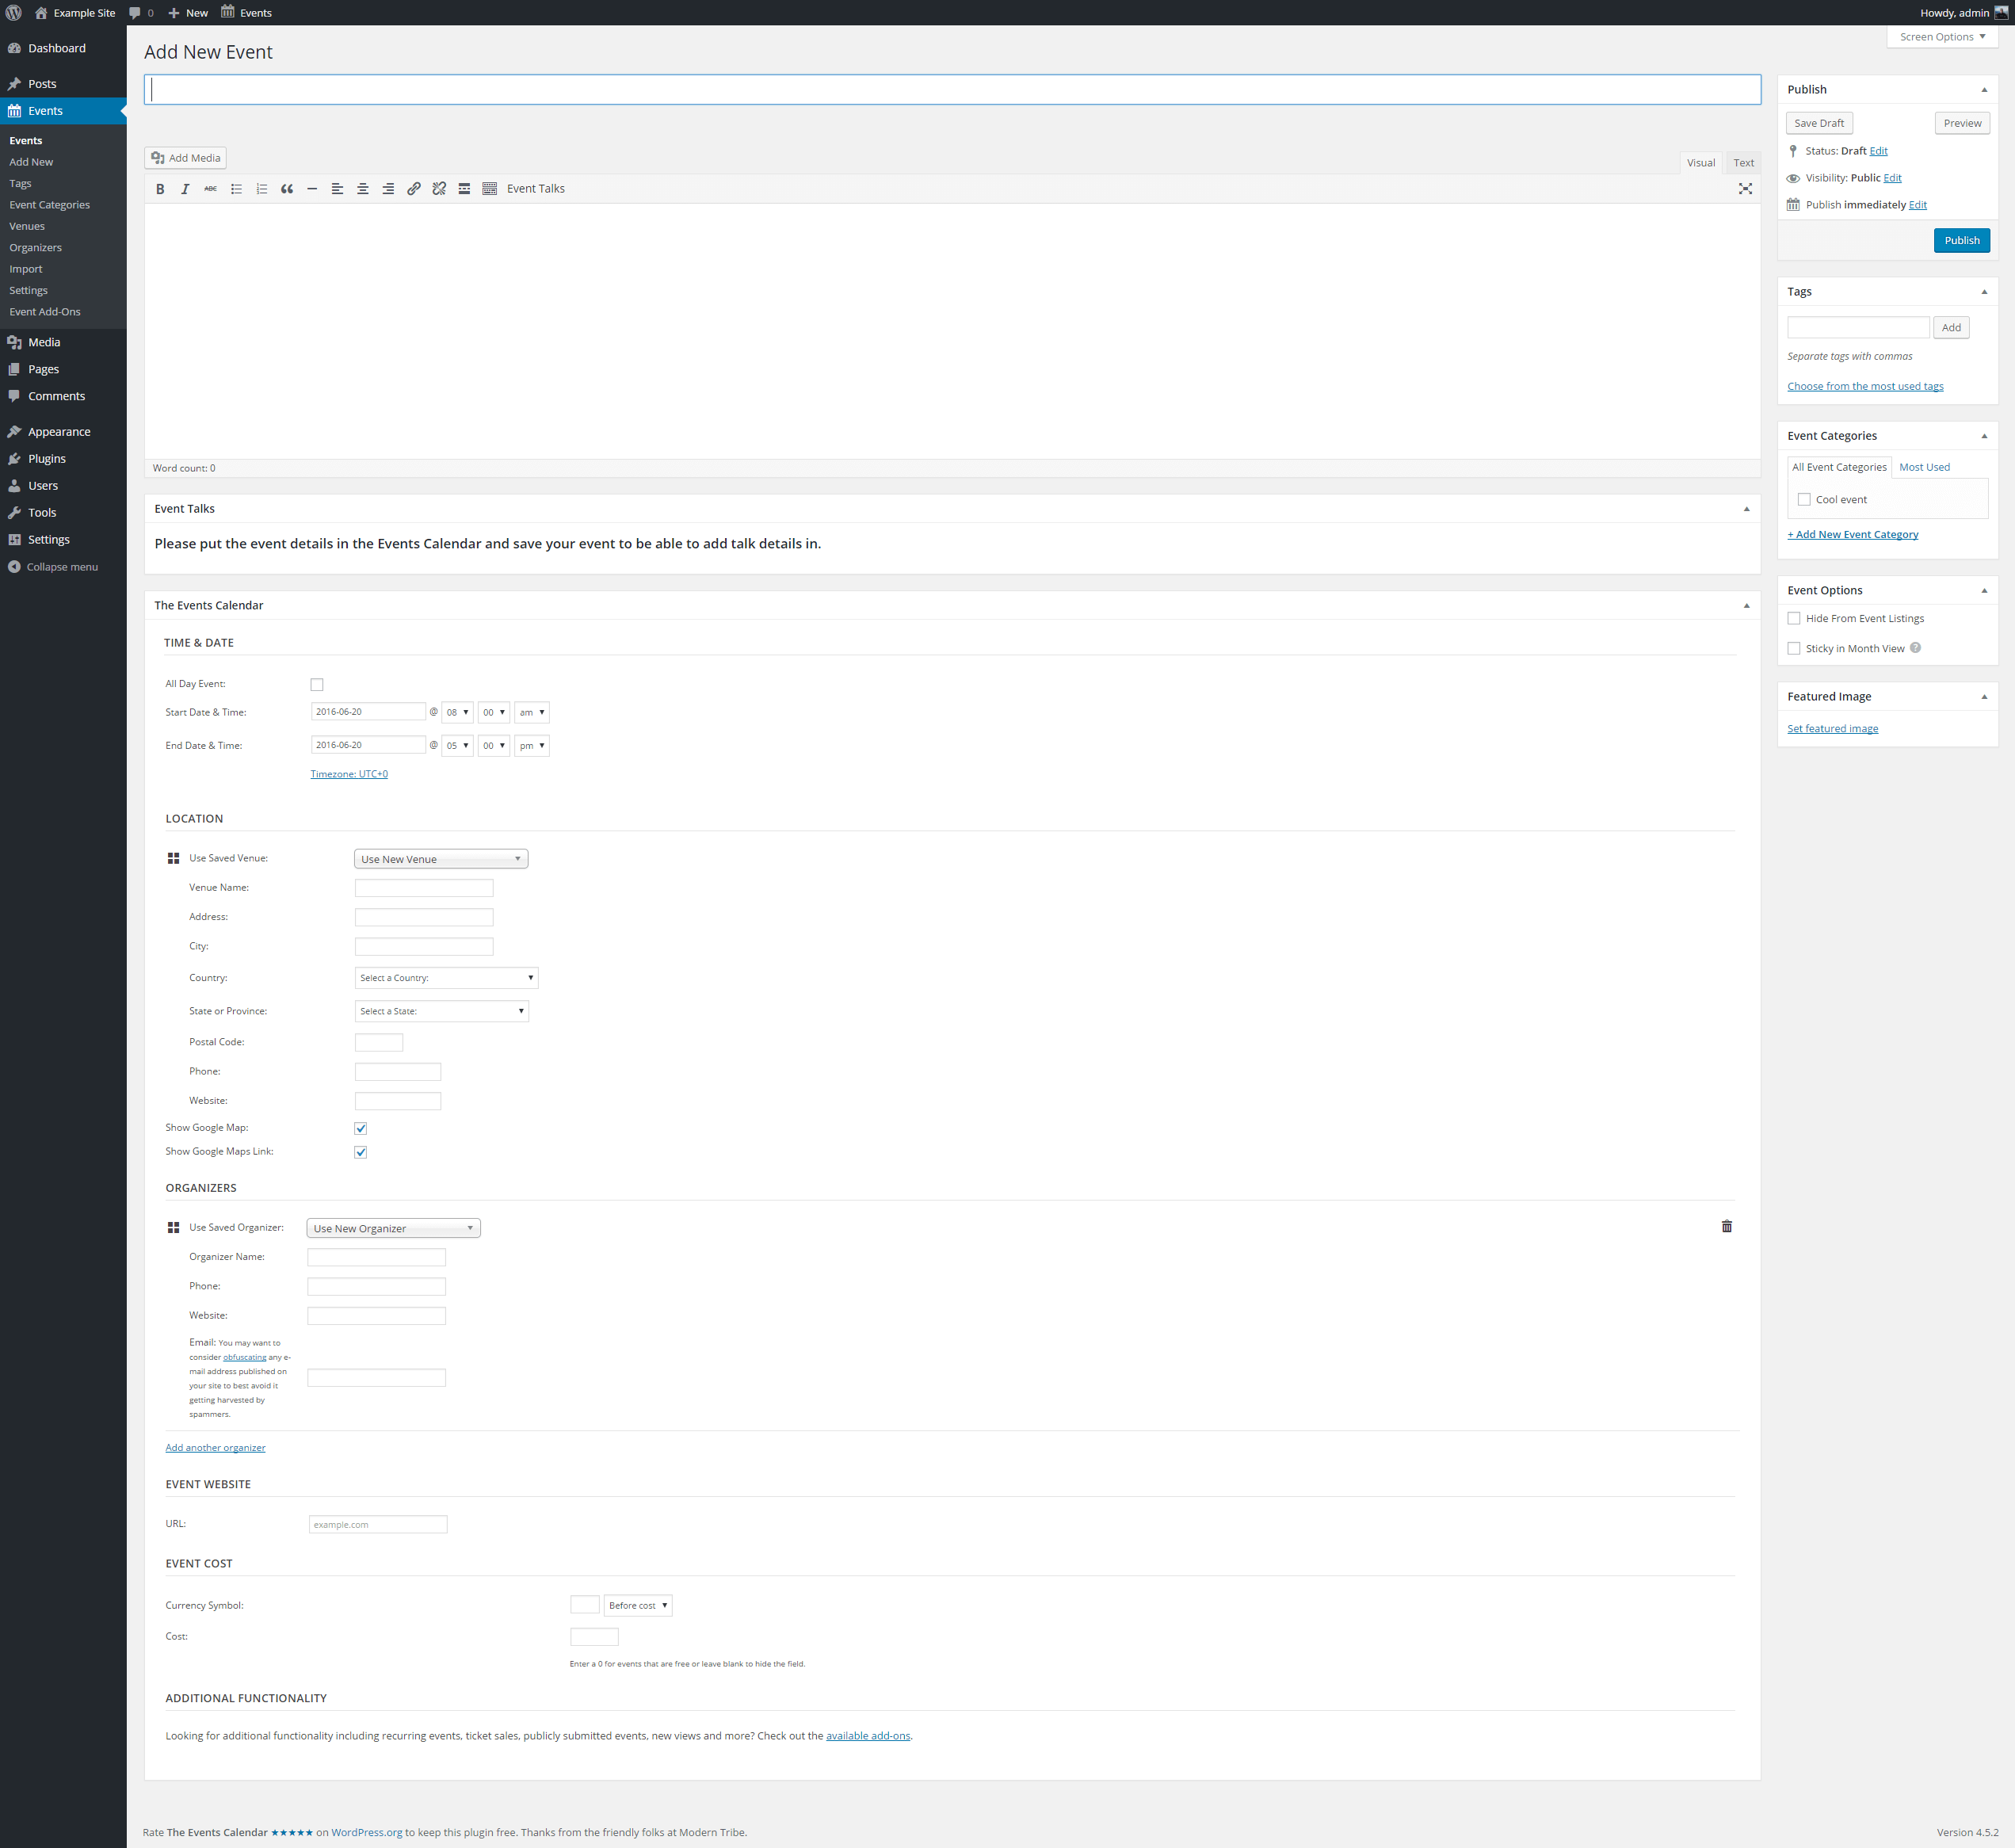 Example Site 0 New Events Howdy, admin
Screen Options
Dashboard
Posts
Events
Events
Add New
Tags
Event Categories
Venues
Organizers
Import
Settings
Event Add-Ons
Media
Pages
Comments
Appearance
Plugins
Users
Tools
Settings
Collapse menu
Add New Event
Add Media
Visual Text
B I ABC Event Talks
Word count: 0
Event Talks
Please put the event details in the Events Calendar and save your event to be able to add talk details in.
The Events Calendar
TIME & DATE
All Day Event:
Start Date & Time: 2016-06-20 @ 08 00 am
End Date & Time: 2016-06-20 @ 05 00 pm
Timezone: UTC+0
LOCATION
Use Saved Venue: Use New Venue
Venue Name:
Address:
City:
Country: Select a Country:
State or Province: Select a State:
Postal Code:
Phone:
Website:
Show Google Map:
Show Google Maps Link:
ORGANIZERS
Use Saved Organizer: Use New Organizer
Organizer Name:
Phone:
Website:
Email: You may want to
consider obfuscating any e-
mail address published on
your site to best avoid it
getting harvested by
spammers.
Add another organizer
EVENT WEBSITE
URL: example.com
EVENT COST
Currency Symbol: Before cost
Cost:
Enter a 0 for events that are free or leave blank to hide the field.
ADDITIONAL FUNCTIONALITY
Looking for additional functionality including recurring events, ticket sales, publicly submitted events, new views and more? Check out the available add-ons.
Publish
Save Draft Preview
Status: Draft Edit
Visibility: Public Edit
Publish immediately Edit
Publish
Tags
Add
Separate tags with commas
Choose from the most used tags
Event Categories
All Event Categories Most Used
Cool event
+ Add New Event Category
Event Options
Hide From Event Listings
Sticky in Month View ?
Featured Image
Set featured image
Rate The Events Calendar ★★★★★ on WordPress.org to keep this plugin free. Thanks from the friendly folks at Modern Tribe. Version 4.5.2